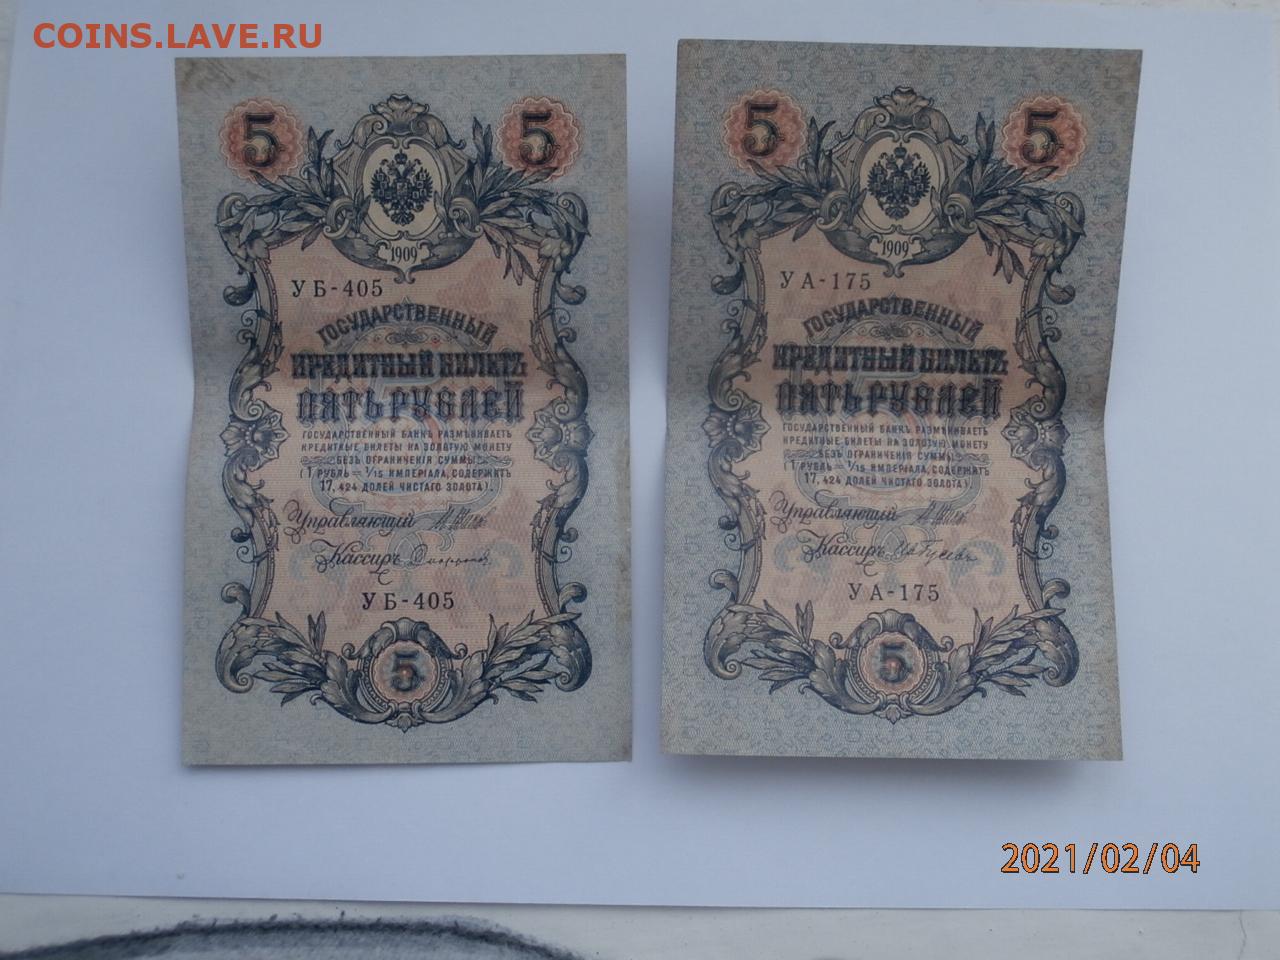 COINS.LAVE.RU
5 5
1909
УБ-405
ГОСУДАРСТВЕННЫЙ
КРЕДИТНЫЙ БИЛЕТЪ
ПЯТЬ РУБЛЕЙ
ГОСУДАРСТВЕННЫЙ БАНКЪ РАЗМѢНИВАЕТЪ
КРЕДИТНЫЕ БИЛЕТЫ НА ЗОЛОТУЮ МОНЕТУ
БЕЗЪ ОГРАНИЧЕНІЯ СУММЫ
(1 РУБЛЬ = 1/15 ИМПЕРІАЛА, СОДЕРЖИТЪ
17,424 ДОЛЕЙ ЧИСТАГО ЗОЛОТА).
Управляющій
Кассиръ
УБ-405
5
5 5
1909
УА-175
ГОСУДАРСТВЕННЫЙ
КРЕДИТНЫЙ БИЛЕТЪ
ПЯТЬ РУБЛЕЙ
ГОСУДАРСТВЕННЫЙ БАНКЪ РАЗМѢНИВАЕТЪ
КРЕДИТНЫЕ БИЛЕТЫ НА ЗОЛОТУЮ МОНЕТУ
БЕЗЪ ОГРАНИЧЕНІЯ СУММЫ
(1 РУБЛЬ = 1/15 ИМПЕРІАЛА, СОДЕРЖИТЪ
17,424 ДОЛЕЙ ЧИСТАГО ЗОЛОТА).
Управляющій
Кассиръ
УА-175
5
2021/02/04